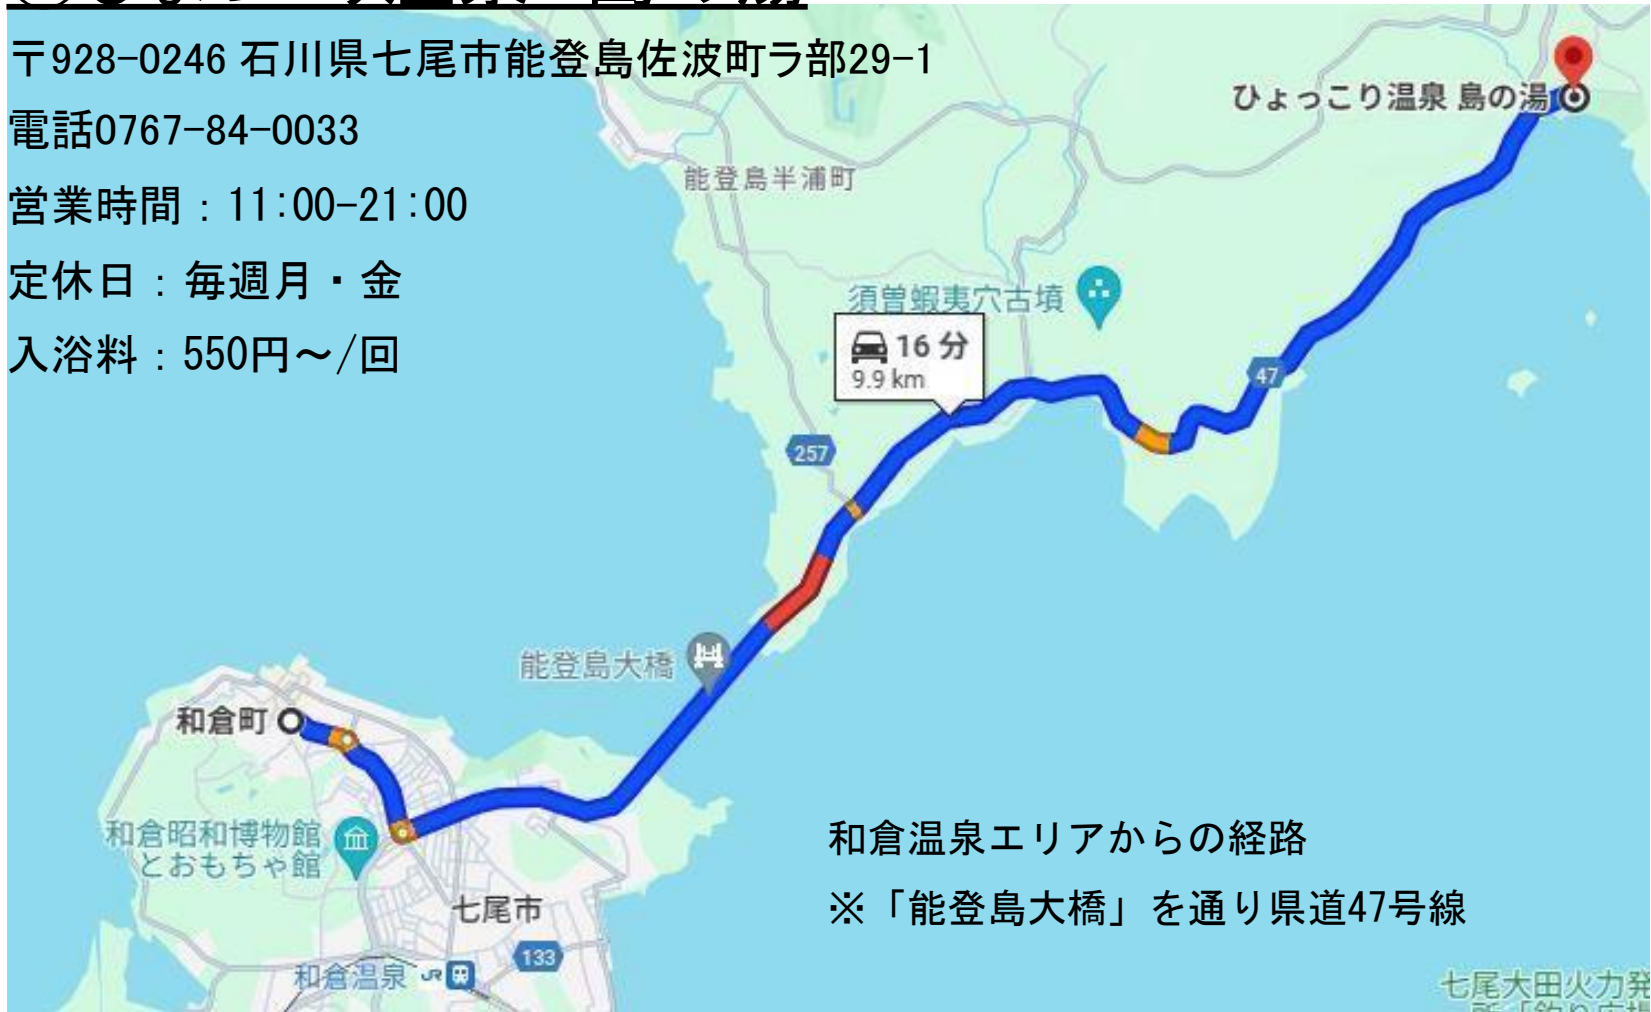 〒928-0246 石川県七尾市能登島佐波町ラ部29-1
電話0767-84-0033
営業時間：11:00-21:00
定休日：毎週月・金
入浴料：550円～/回
ひょっこり温泉 島の湯
能登島半浦町
須曽蝦夷穴古墳
16 分
9.9 km
47
257
能登島大橋
和倉町
和倉昭和博物館
とおもちゃ館
七尾市
133
和倉温泉 JR
和倉温泉エリアからの経路
※「能登島大橋」を通り県道47号線
七尾大田火力発